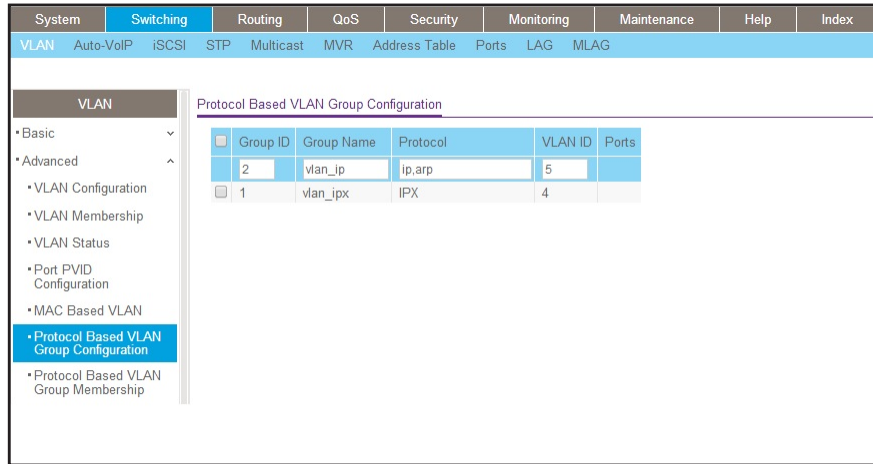 System Switching Routing QoS Security Monitoring Maintenance Help Index
VLAN Auto-VoIP iSCSI STP Multicast MVR Address Table Ports LAG MLAG
VLAN
Basic
Advanced
VLAN Configuration
VLAN Membership
VLAN Status
Port PVID
Configuration
MAC Based VLAN
Protocol Based VLAN
Group Configuration
Protocol Based VLAN
Group Membership
Protocol Based VLAN Group Configuration
Group ID Group Name Protocol VLAN ID Ports
2 vlan_ip ip,arp 5
1 vlan_ipx IPX 4